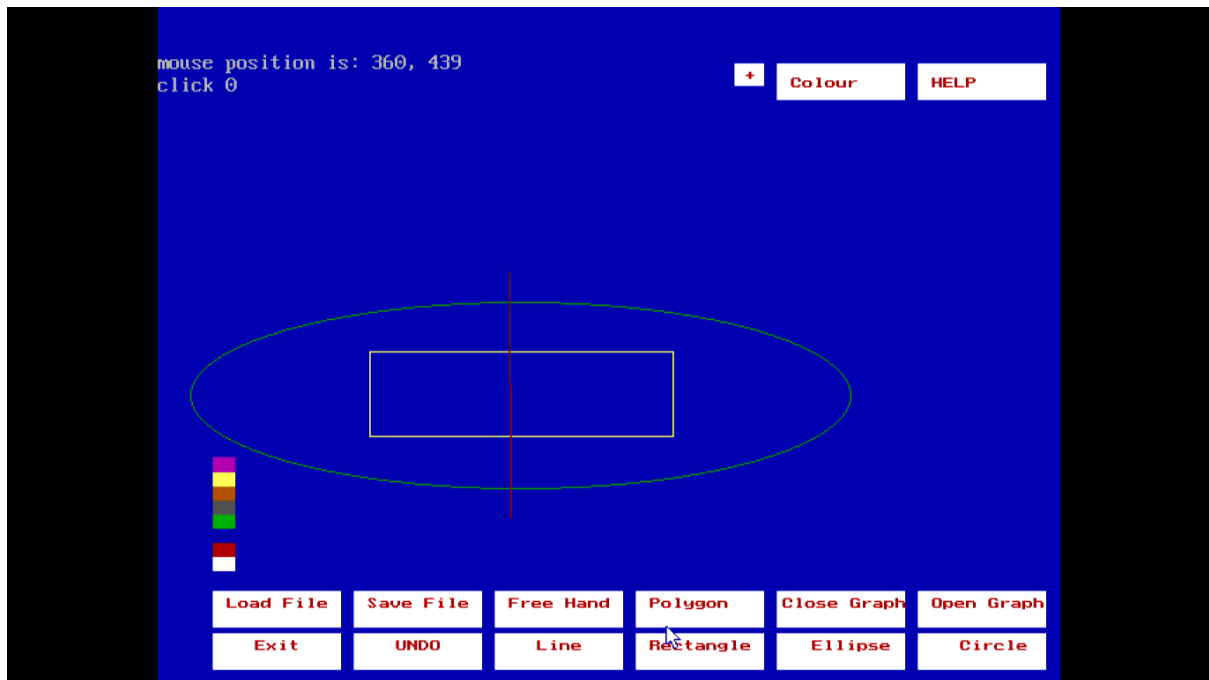 mouse position is: 360, 439
click 0
+ Colour HELP
Load File Save File Free Hand Polygon Close Graph Open Graph
Exit UNDO Line Rectangle Ellipse Circle